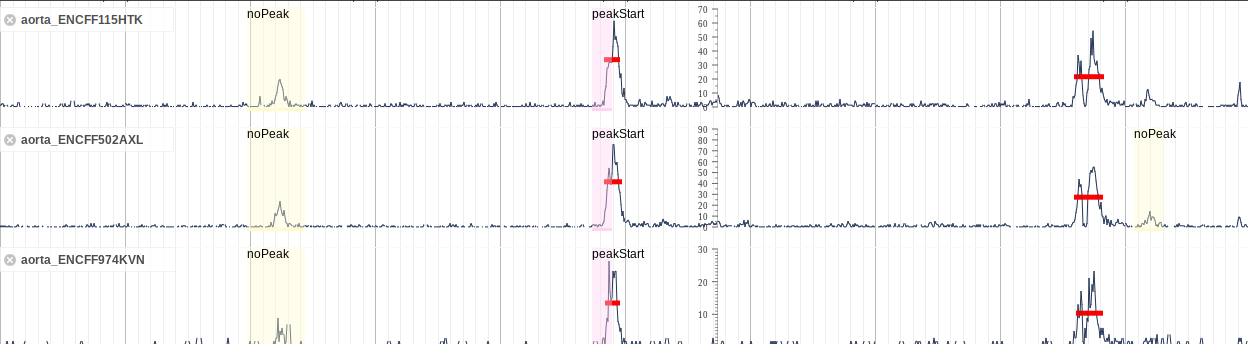 aorta_ENCFF115HTK
noPeak
peakStart
70
60
50
40
30
20
10
0
aorta_ENCFF502AXL
noPeak
peakStart
noPeak
90
80
70
60
50
40
30
20
10
0
aorta_ENCFF974KVN
noPeak
peakStart
30
20
10